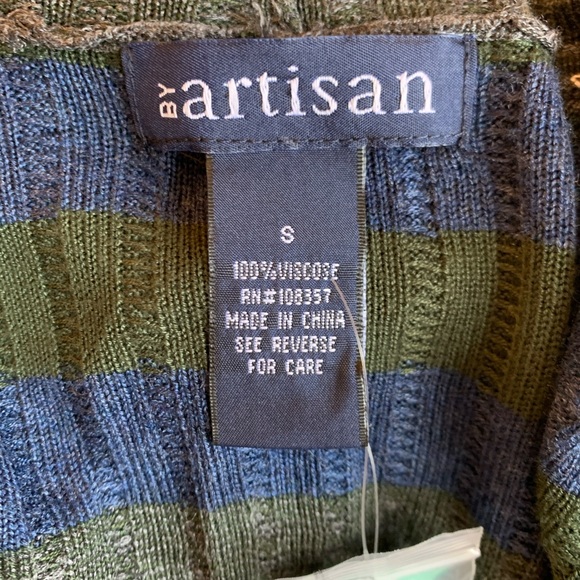 BY artisan
S
100%VISCOSE
RN#108357
MADE IN CHINA
SEE REVERSE
FOR CARE